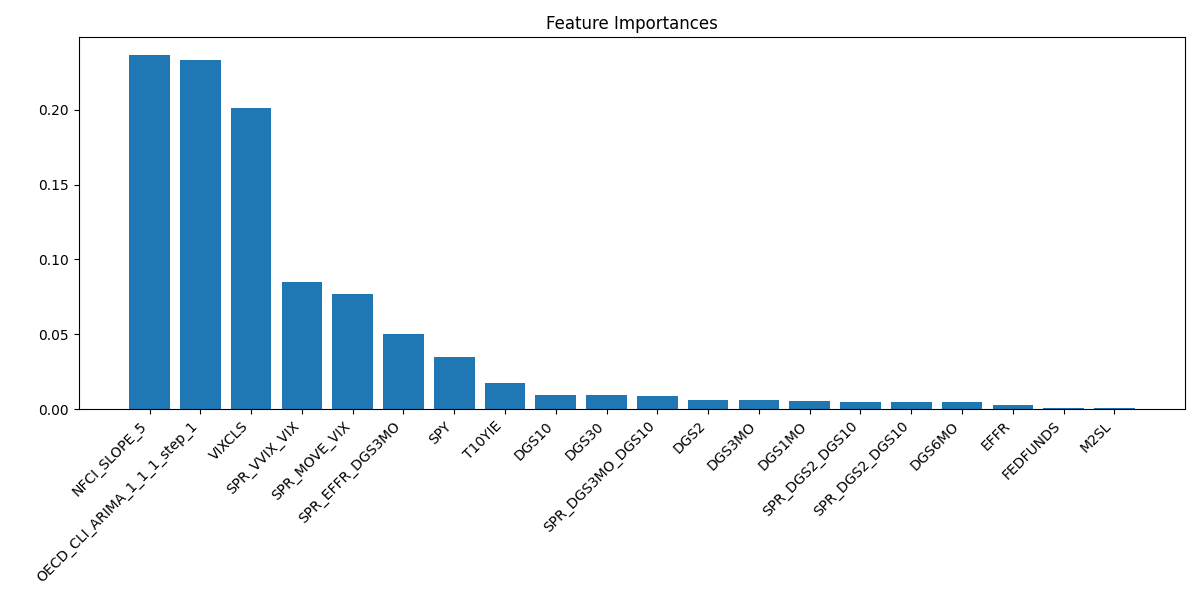 Feature Importances
0.20
0.15
0.10
0.05
0.00
NFCI_SLOPE_5
OECD_CLI_ARIMA_1_1_1_step_1
VIXCLS
SPR_VVIX_VIX
SPR_MOVE_VIX
SPR_EFFR_DGS3MO
SPY
T10YIE
DGS10
DGS30
SPR_DGS3MO_DGS10
DGS2
DGS3MO
DGS1MO
SPR_DGS2_DGS10
SPR_DGS2_DGS10
DGS6MO
EFFR
FEDFUNDS
M2SL